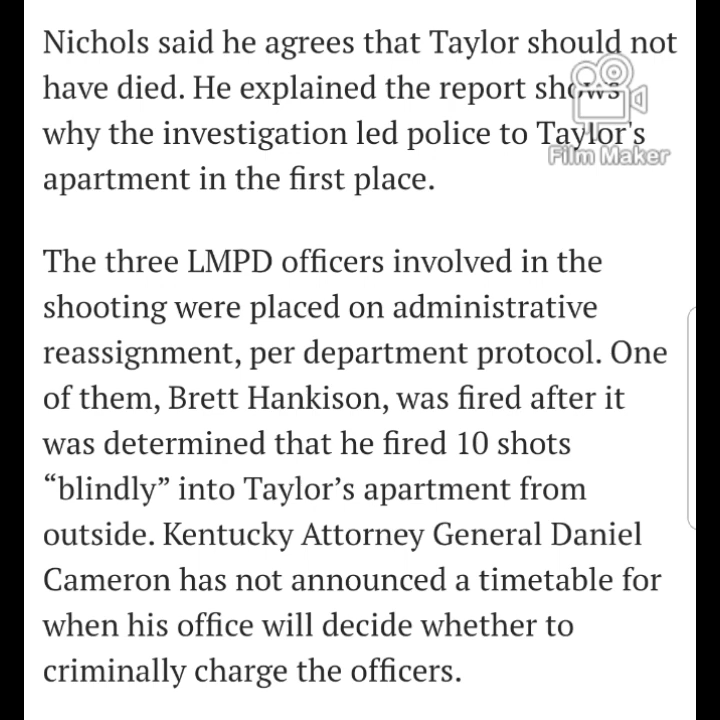 Nichols said he agrees that Taylor should not
have died. He explained the report shows
why the investigation led police to Taylor's
Film Maker
apartment in the first place.
The three LMPD officers involved in the
shooting were placed on administrative
reassignment, per department protocol. One
of them, Brett Hankison, was fired after it
was determined that he fired 10 shots
“blindly” into Taylor’s apartment from
outside. Kentucky Attorney General Daniel
Cameron has not announced a timetable for
when his office will decide whether to
criminally charge the officers.